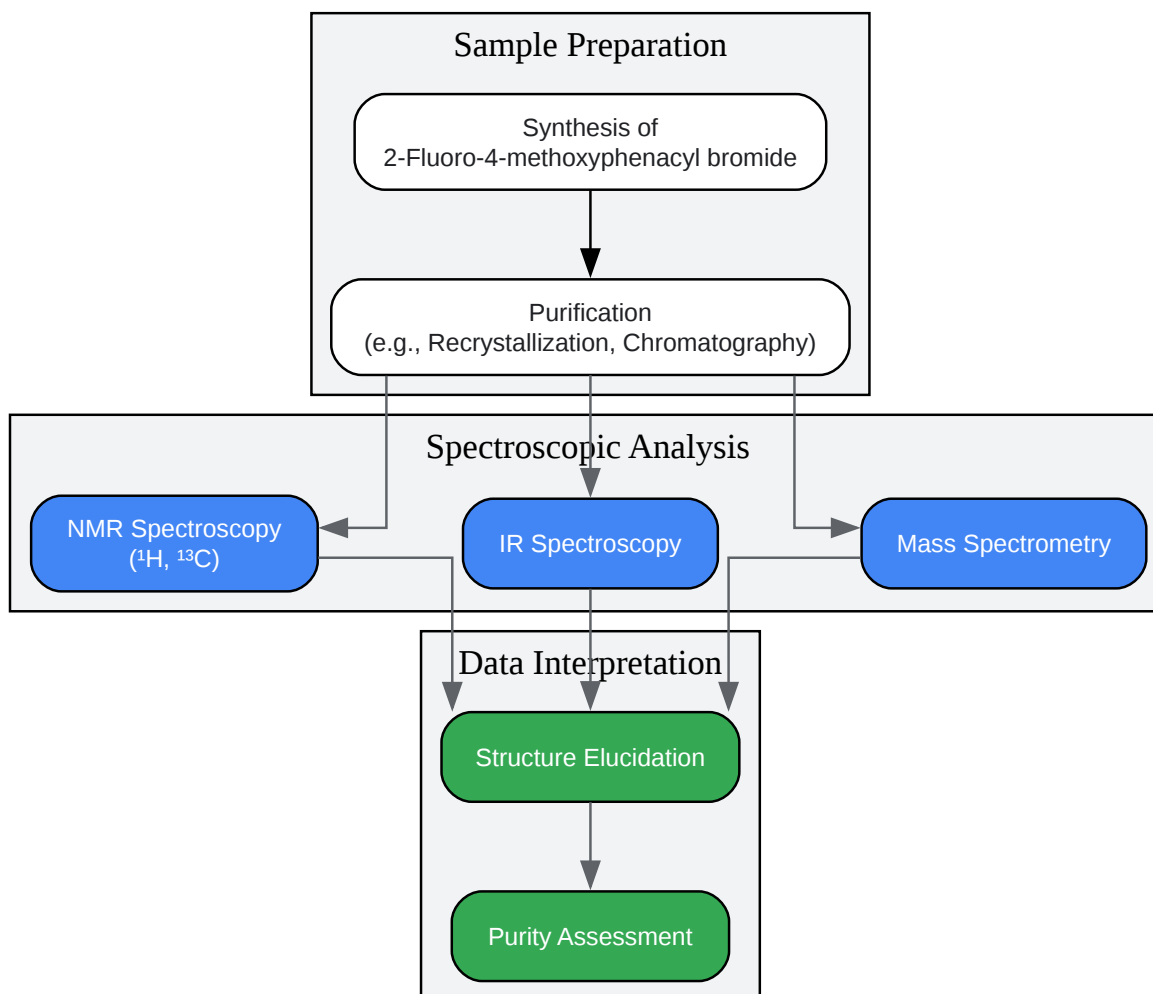 Sample Preparation
Synthesis of
2-Fluoro-4-methoxyphenacyl bromide
Purification
(e.g., Recrystallization, Chromatography)
Spectroscopic Analysis
NMR Spectroscopy
(¹H, ¹³C)
IR Spectroscopy
Mass Spectrometry
Data Interpretation
Structure Elucidation
Purity Assessment